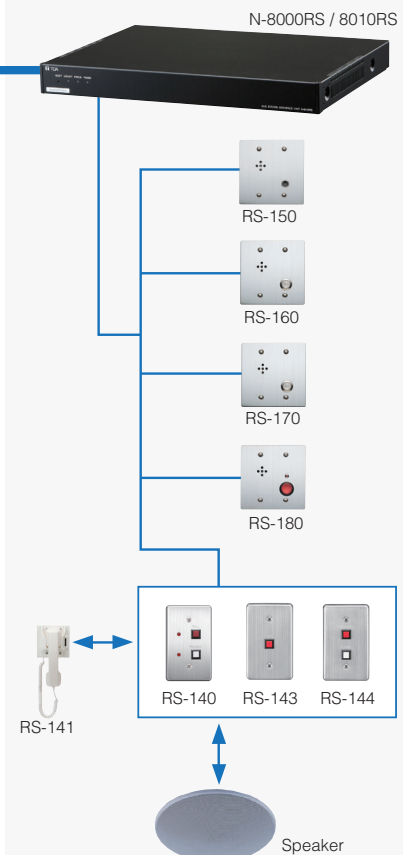 N-8000RS / 8010RS
TOA
RS-150
RS-160
RS-170
RS-180
RS-140
RS-143
RS-144
RS-141
Speaker